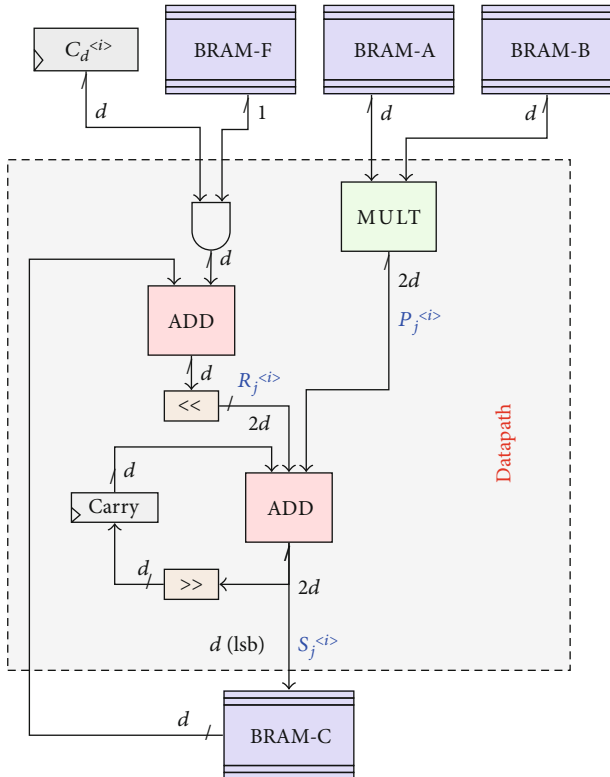 C_d^<i>
BRAM-F
BRAM-A
BRAM-B
d
1
d
d
MULT
d
2d
P_j^<i>
ADD
d
R_j^<i>
<<
2d
Datapath
d
Carry
ADD
d
>>
2d
d (lsb)
S_j^<i>
d
BRAM-C